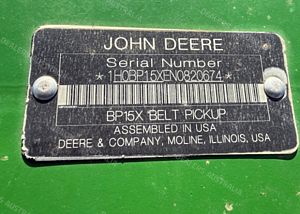 JOHN DEERE
Serial Number
*1H0BP15XEN0820674*
BP15X BELT PICKUP
ASSEMBLED IN USA
DEERE & COMPANY, MOLINE, ILLINOIS, USA